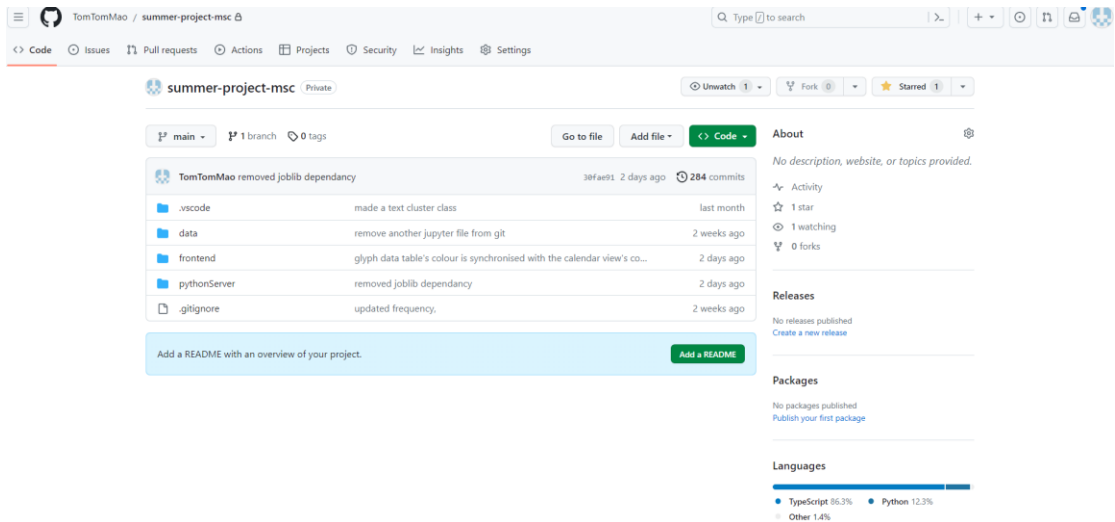 TomTomMao / summer-project-msc
Type / to search
Code Issues Pull requests Actions Projects Security Insights Settings
summer-project-msc Private
Unwatch 1 Fork 0 Starred 1
main 1 branch 0 tags Go to file Add file Code
TomTomMao removed joblib dependancy 30fae91 2 days ago 284 commits
.vscode made a text cluster class last month
data remove another jupyter file from git 2 weeks ago
frontend glyph data table's colour is synchronised with the calendar view's co... 2 days ago
pythonServer removed joblib dependancy 2 days ago
.gitignore updated frequency, 2 weeks ago
Add a README with an overview of your project. Add a README
About
No description, website, or topics provided.
Activity
1 star
1 watching
0 forks
Releases
No releases published
Create a new release
Packages
No packages published
Publish your first package
Languages
TypeScript 86.3% Python 12.3%
Other 1.4%